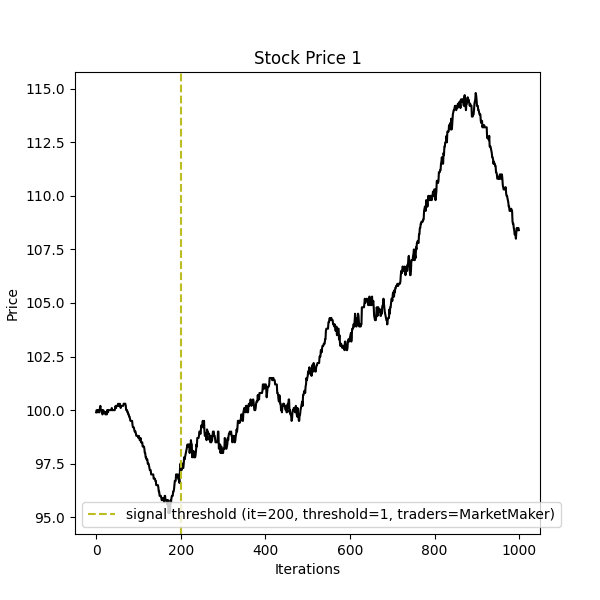 Stock Price 1
115.0
112.5
110.0
107.5
105.0
102.5
100.0
97.5
95.0
Price
signal threshold (it=200, threshold=1, traders=MarketMaker)
0 200 400 600 800 1000
Iterations